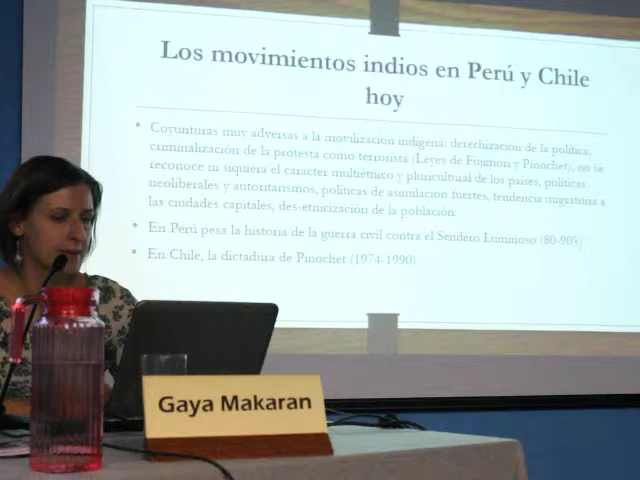 Los movimientos indios en Perú y Chile
hoy
• Coyunturas muy adversas a la movilización indígena: derechización de la política,
criminalización de la protesta como terrorista (Leyes de Fujimori y Pinochet), no se
reconoce ni siquiera el carácter multiétnico y pluricultural de los países, políticas
neoliberales y autoritarismos, políticas de asimilación fuertes, tendencia migratoria a
las ciudades capitales, des-etnicización de la población.
• En Perú pesa la historia de la guerra civil contra el Sendero Luminoso (80-90s)
• En Chile, la dictadura de Pinochet (1974-1990)
Gaya Makaran